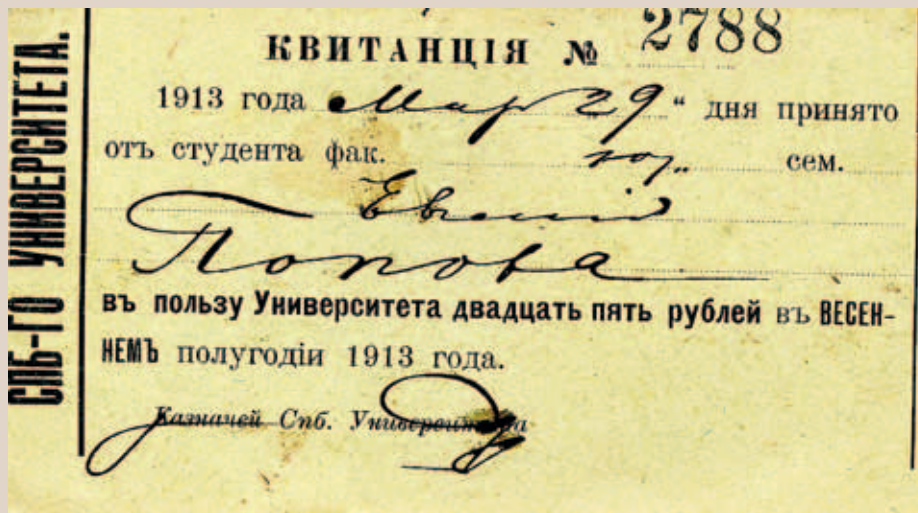 СПБ-ГО УНИВЕРСИТЕТА.
КВИТАНЦІЯ № 2788
1913 года Мар 29“ дня принято
отъ студента фак. юр. сем.
Евгенія
Попова
въ пользу Университета двадцать пять рублей въ ВЕСЕН-
НЕМЪ полугодіи 1913 года.
Казначей Спб. Университета